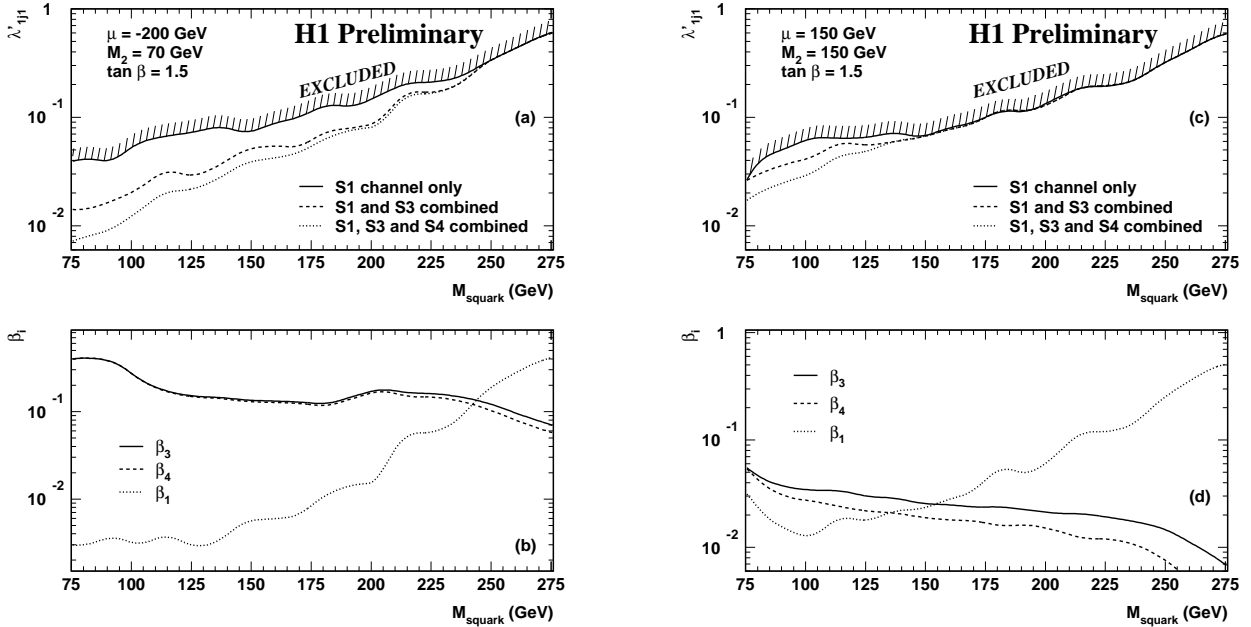 λ'1j1
1
10-1
10-2
μ = -200 GeV
M2 = 70 GeV
tan β = 1.5
H1 Preliminary
EXCLUDED
(a)
S1 channel only
S1 and S3 combined
S1, S3 and S4 combined
75 100 125 150 175 200 225 250 275
Msquark (GeV)
λ'1j1
1
10-1
10-2
μ = 150 GeV
M2 = 150 GeV
tan β = 1.5
H1 Preliminary
EXCLUDED
(c)
S1 channel only
S1 and S3 combined
S1, S3 and S4 combined
75 100 125 150 175 200 225 250 275
Msquark (GeV)
βi
1
10-1
10-2
β3
β4
β1
(b)
75 100 125 150 175 200 225 250 275
Msquark (GeV)
βi
1
10-1
10-2
β3
β4
β1
(d)
75 100 125 150 175 200 225 250 275
Msquark (GeV)